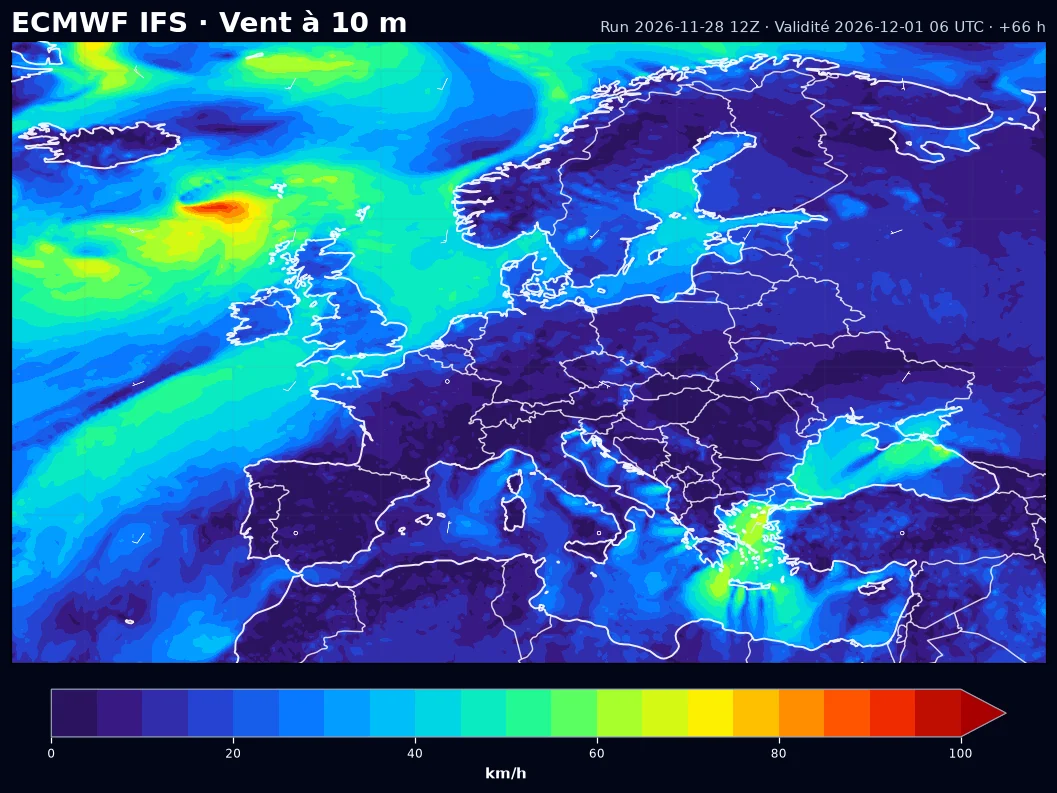 ECMWF IFS · Vent à 10 m
Run 2026-11-28 12Z · Validité 2026-12-01 06 UTC · +66 h
0 20 40 60 80 100
km/h